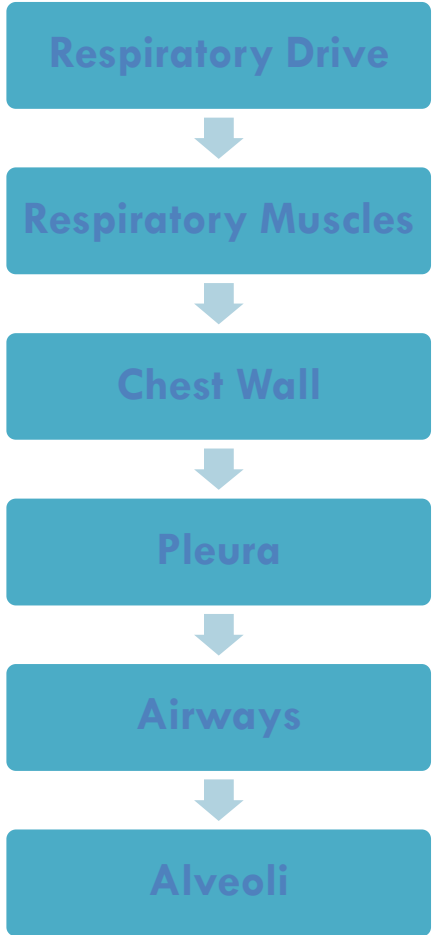 Respiratory Drive
Respiratory Muscles
Chest Wall
Pleura
Airways
Alveoli